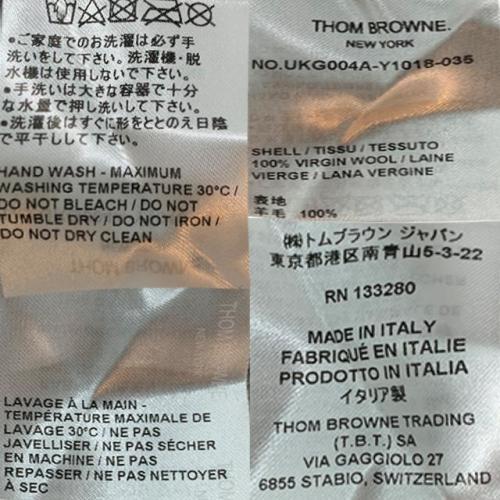 ●ご家庭でのお洗濯は必ず手
洗いをして下さい。洗濯機・脱
水機は使用しないで下さい。
●手洗いは大きな容器で十分
な水量で押し洗いして下さい。
●洗濯後はすぐに形をととのえ日陰
で平干しして下さい。
HAND WASH - MAXIMUM
WASHING TEMPERATURE 30°C /
DO NOT BLEACH / DO NOT
TUMBLE DRY / DO NOT IRON /
DO NOT DRY CLEAN
THOM BROWNE.
NEW YORK
NO.UKG004A-Y1018-035
SHELL / TISSU / TESSUTO
100% VIRGIN WOOL / LAINE
VIERGE / LANA VERGINE
表地
羊毛 100%
LAVAGE À LA MAIN -
TEMPÉRATURE MAXIMALE DE
LAVAGE 30°C / NE PAS
JAVELLISER / NE PAS SÉCHER
EN MACHINE / NE PAS
REPASSER / NE PAS NETTOYER
À SEC
㈱トムブラウン ジャパン
東京都港区南青山5-3-22
RN 133280
MADE IN ITALY
FABRIQUÉ EN ITALIE
PRODOTTO IN ITALIA
イタリア製
THOM BROWNE TRADING
(T.B.T.) SA
VIA GAGGIOLO 27
6855 STABIO, SWITZERLAND